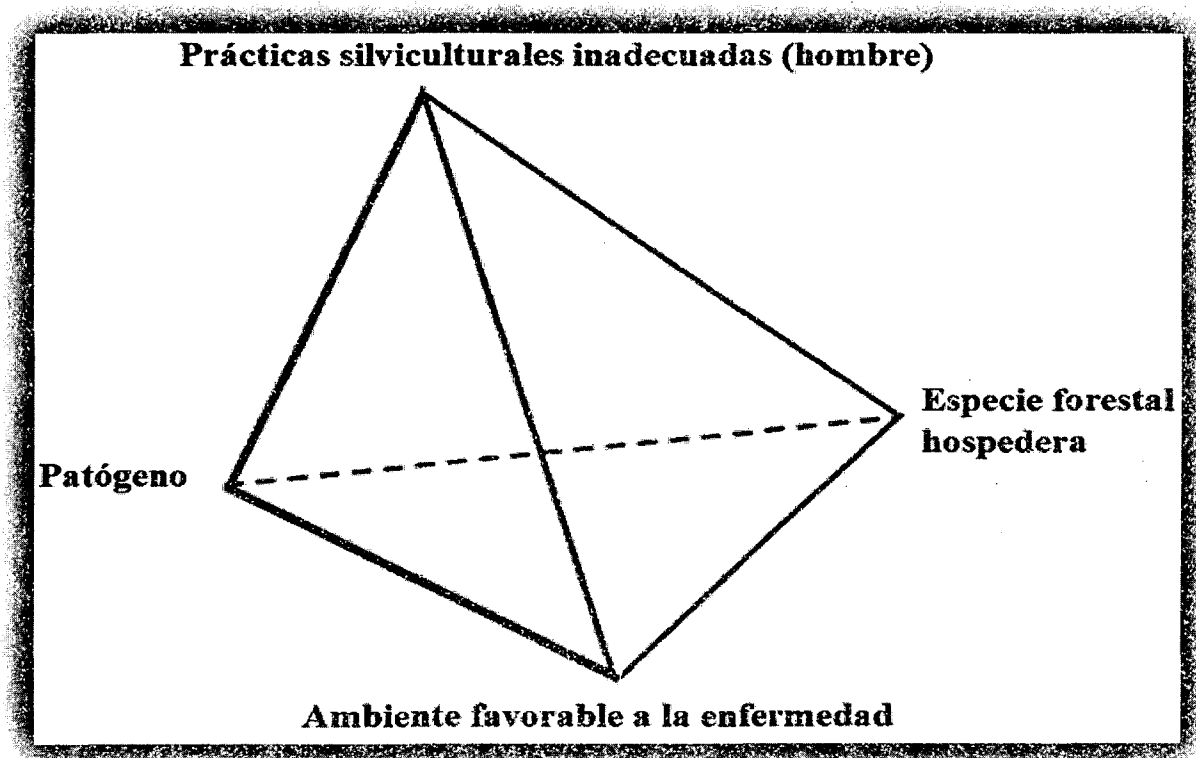 Prácticas silviculturales inadecuadas (hombre)
Especie forestal
hospedera
Patógeno
Ambiente favorable a la enfermedad